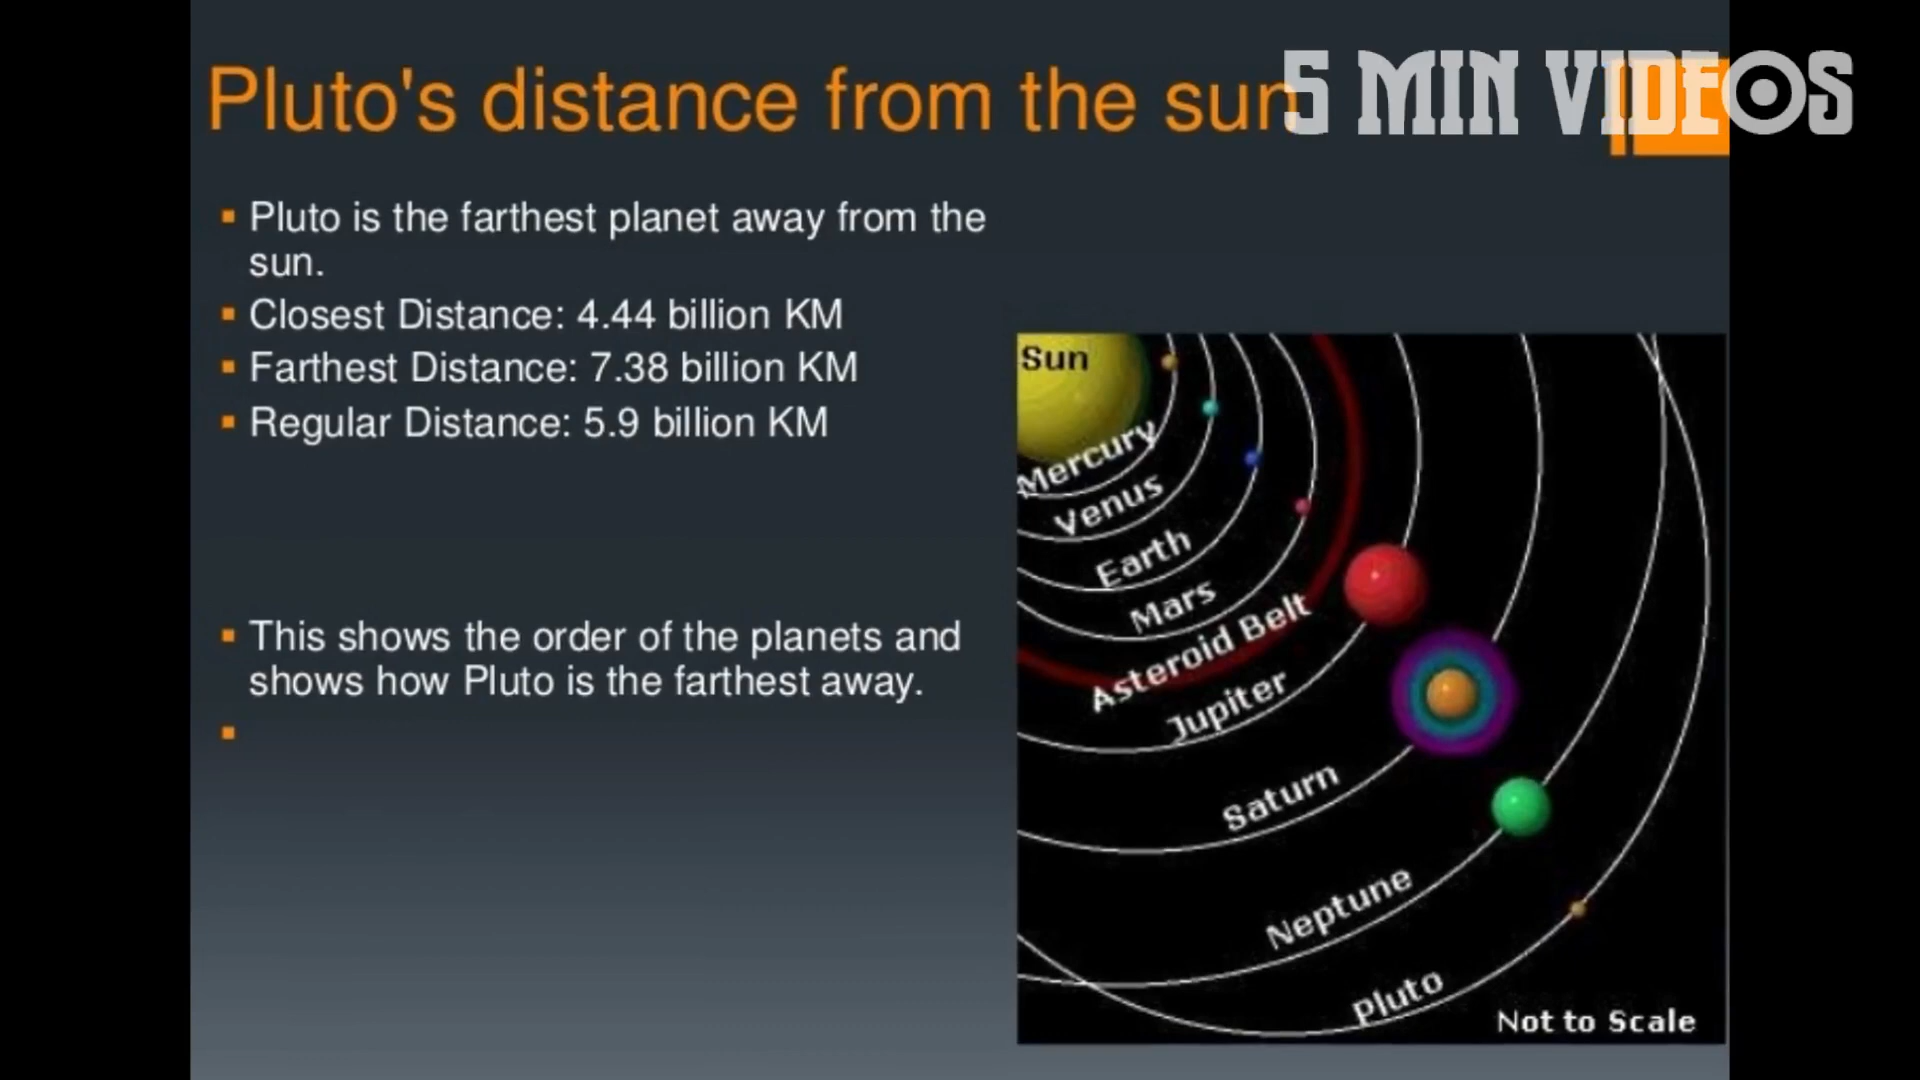 Pluto's distance from the sun
5 MIN VIDEOS
Pluto is the farthest planet away from the
sun.
Closest Distance: 4.44 billion KM
Farthest Distance: 7.38 billion KM
Regular Distance: 5.9 billion KM
This shows the order of the planets and
shows how Pluto is the farthest away.
Sun
Mercury
Venus
Earth
Mars
Asteroid Belt
Jupiter
Saturn
Neptune
Pluto
Not to Scale